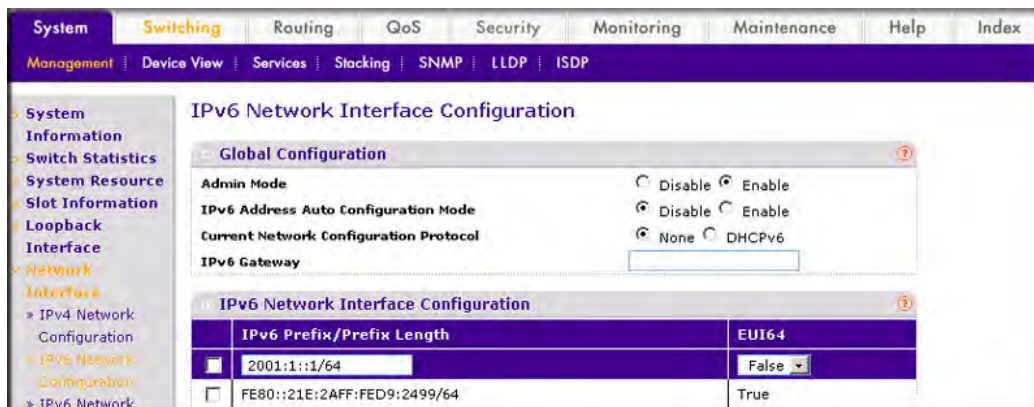 System Switching Routing QoS Security Monitoring Maintenance Help Index
Management Device View Services Stacking SNMP LLDP ISDP
System
Information
Switch Statistics
System Resource
Slot Information
Loopback
Interface
Network
Interface
» IPv4 Network
Configuration
» IPv6 Network
Configuration
» IPv6 Network
IPv6 Network Interface Configuration
Global Configuration
Admin Mode Disable Enable
IPv6 Address Auto Configuration Mode Disable Enable
Current Network Configuration Protocol None DHCPv6
IPv6 Gateway
IPv6 Network Interface Configuration
IPv6 Prefix/Prefix Length EUI64
2001:1::1/64 False
FE80::21E:2AFF:FED9:2499/64 True